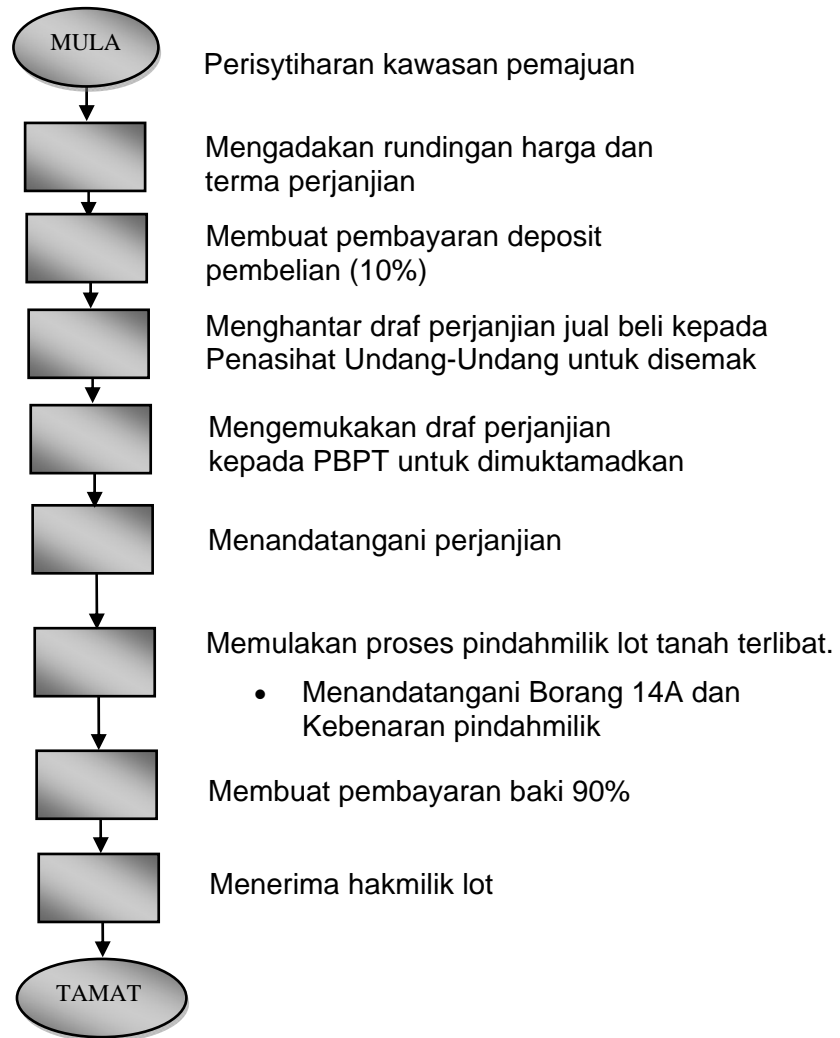 MULA
Perisytiharan kawasan pemajuan
Mengadakan rundingan harga dan
terma perjanjian
Membuat pembayaran deposit
pembelian (10%)
Menghantar draf perjanjian jual beli kepada
Penasihat Undang-Undang untuk disemak
Mengemukakan draf perjanjian
kepada PBPT untuk dimuktamadkan
Menandatangani perjanjian
Memulakan proses pindahmilik lot tanah terlibat.
• Menandatangani Borang 14A dan
Kebenaran pindahmilik
Membuat pembayaran baki 90%
Menerima hakmilik lot
TAMAT